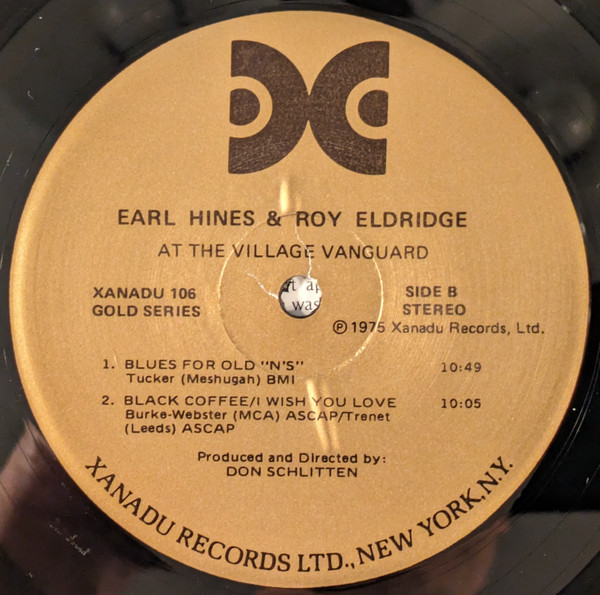 EARL HINES & ROY ELDRIDGE
AT THE VILLAGE VANGUARD
XANADU 106
GOLD SERIES
SIDE B
STEREO
℗ 1975 Xanadu Records, Ltd.
1. BLUES FOR OLD "N'S" 10:49
Tucker (Meshugah) BMI
2. BLACK COFFEE/I WISH YOU LOVE 10:05
Burke-Webster (MCA) ASCAP/Trenet
(Leeds) ASCAP
Produced and Directed by:
DON SCHLITTEN
XANADU RECORDS LTD., NEW YORK, N.Y.
was